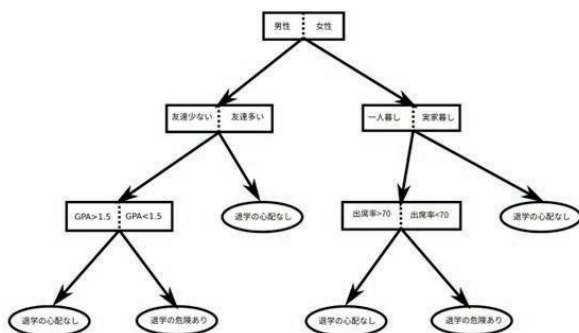 男性 女性
友達少ない 友達多い
一人暮し 実家暮し
GPA>1.5 GPA<1.5
退学の心配なし
出席率>70 出席率<70
退学の心配なし
退学の心配なし
退学の危険あり
退学の心配なし
退学の危険あり